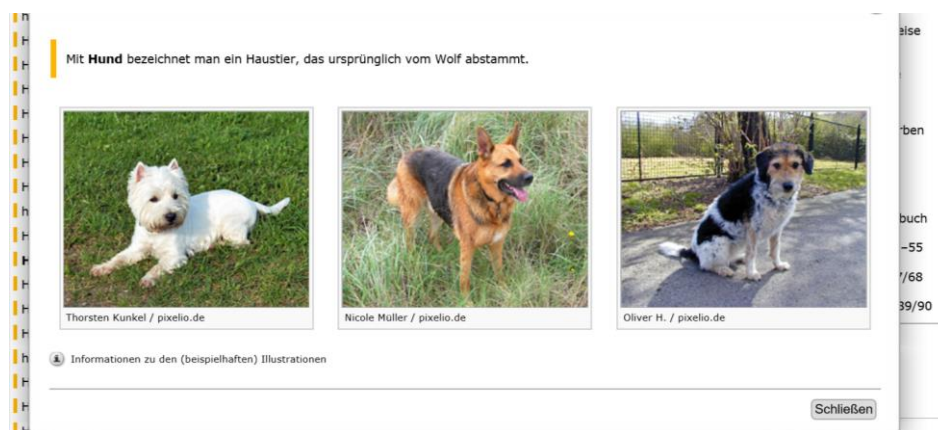 Mit Hund bezeichnet man ein Haustier, das ursprünglich vom Wolf abstammt.
Thorsten Kunkel / pixelio.de
Nicole Müller / pixelio.de
Oliver H. / pixelio.de
Informationen zu den (beispielhaften) Illustrationen
Schließen
eise
rben
buch
–55
7/68
39/90